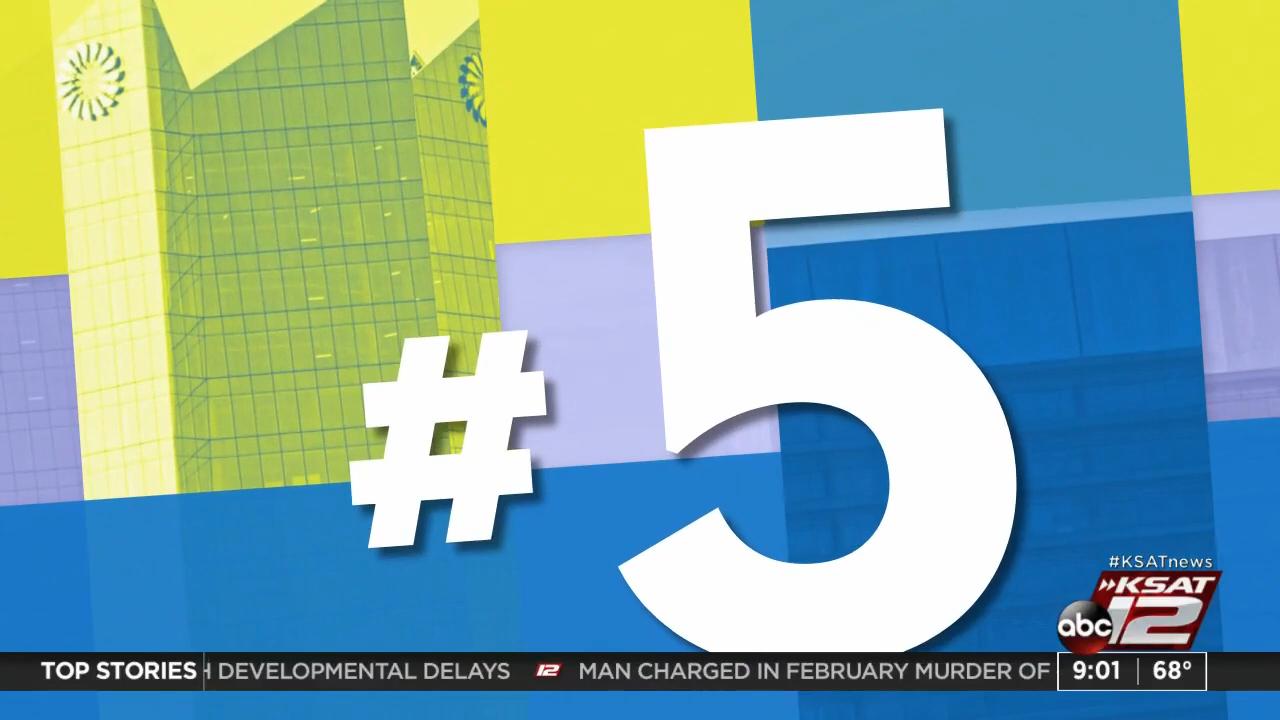 #5
#KSATnews
KSAT
abc 12
TOP STORIES
DEVELOPMENTAL DELAYS 12 MAN CHARGED IN FEBRUARY MURDER OF
9:01 68°